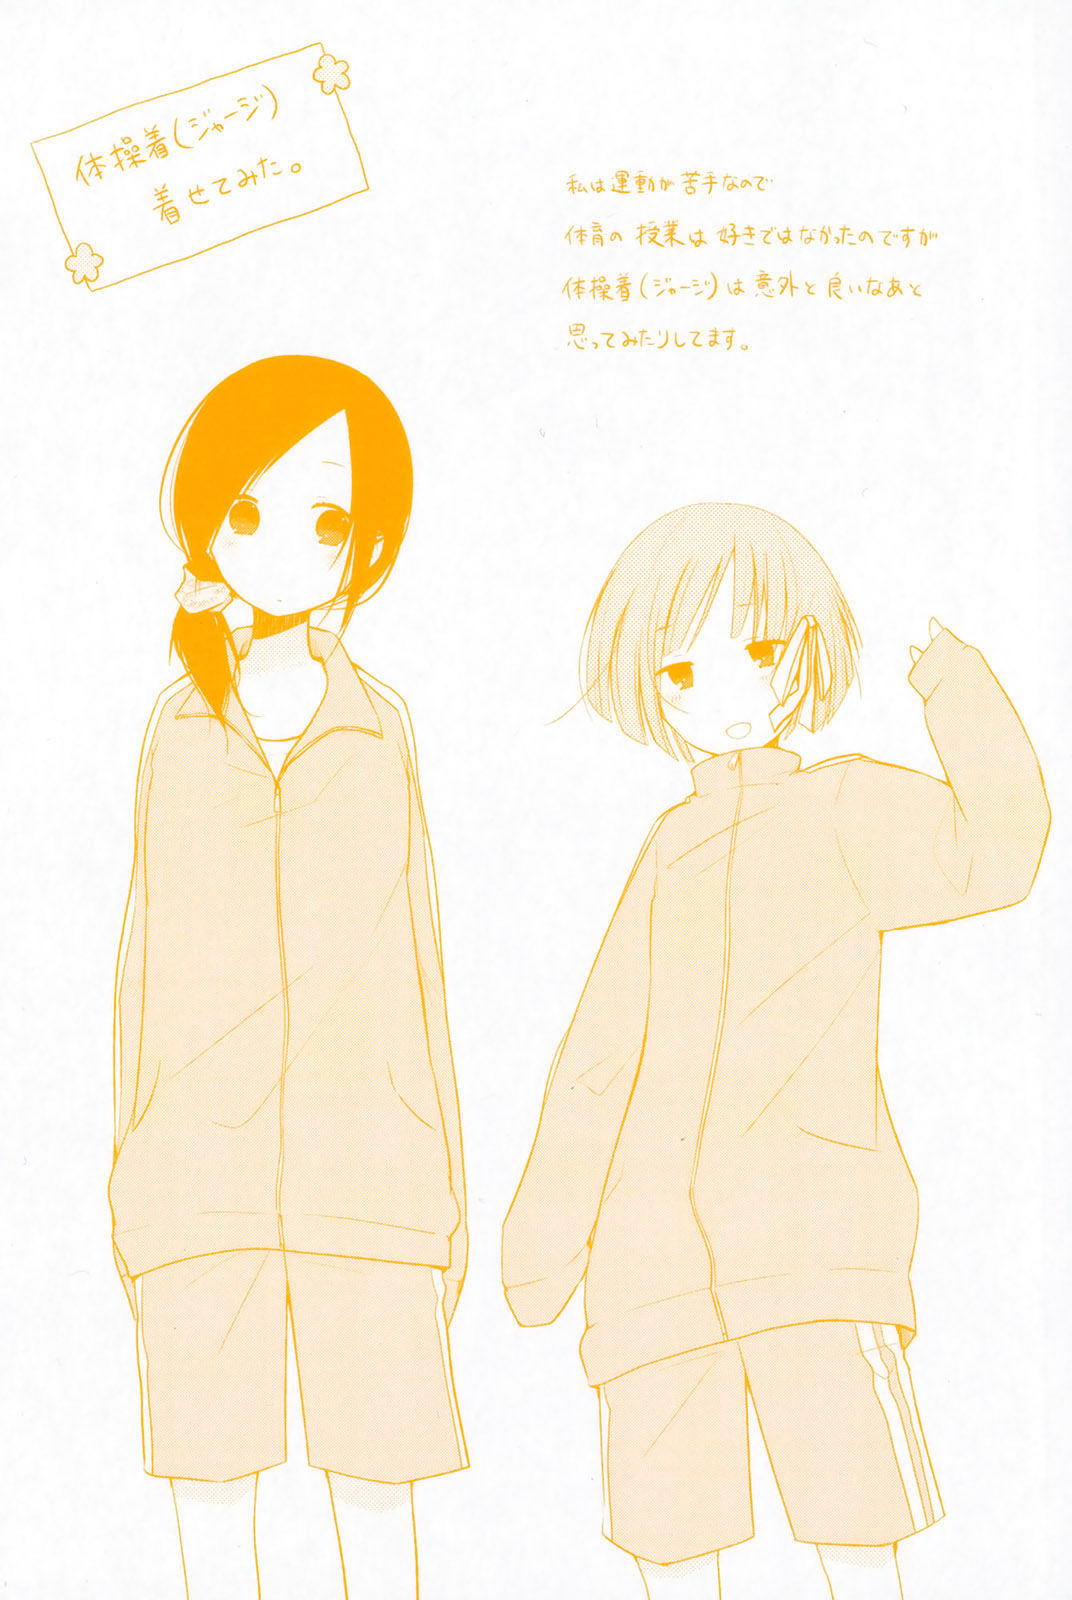 体操着(ジャージ)
着せてみた。
私は運動が苦手なので
体育の授業は好きではなかったのですが
体操着(ジャージ)は意外と良いなあと
思ってみたりしてます。